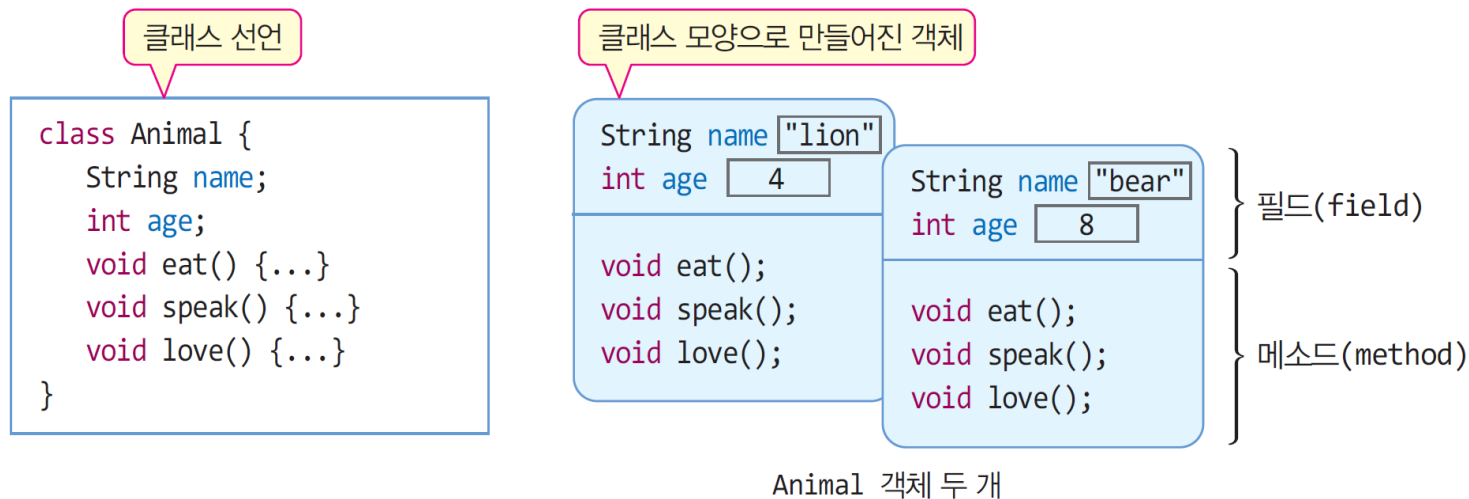 클래스 선언
class Animal {
String name;
int age;
void eat() {...}
void speak() {...}
void love() {...}
}
클래스 모양으로 만들어진 객체
String name "lion"
int age 4
void eat();
void speak();
void love();
String name "bear"
int age 8
void eat();
void speak();
void love();
필드(field)
메소드(method)
Animal 객체 두 개